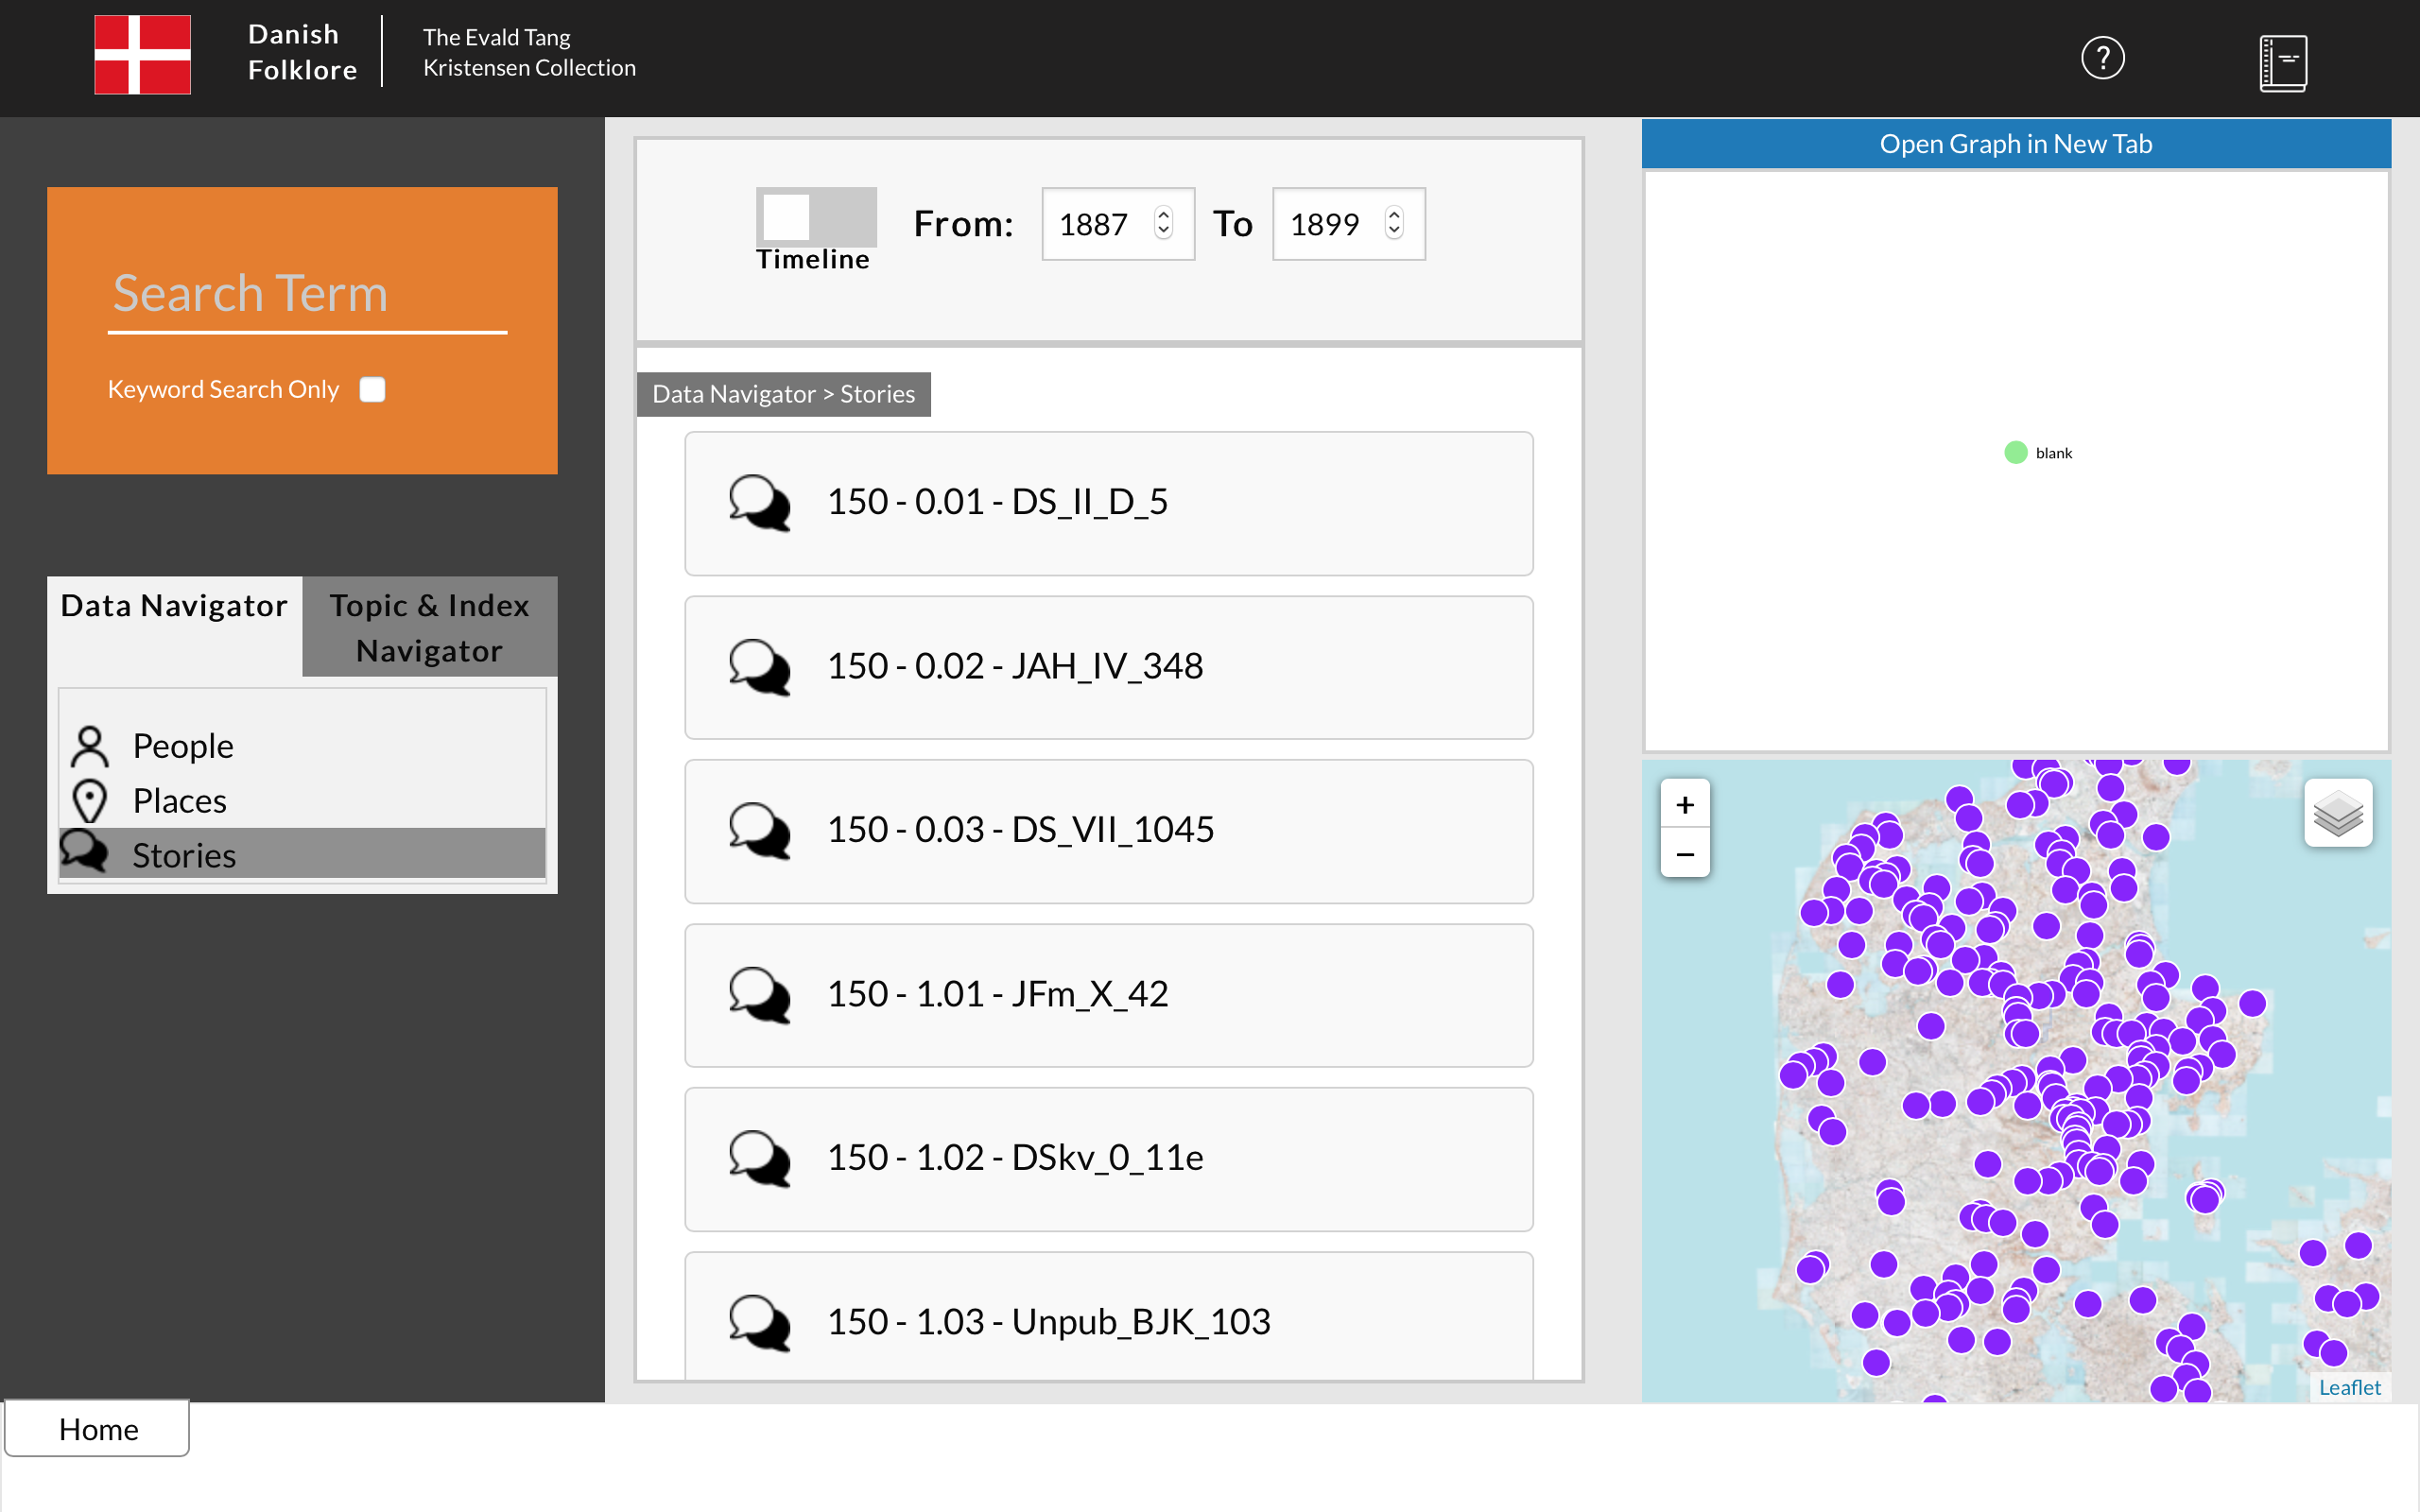 Danish
Folklore
The Evald Tang
Kristensen Collection
?
Search Term
Keyword Search Only
Data Navigator
Topic & Index
Navigator
People
Places
Stories
Timeline
From: 1887 To 1899
Data Navigator > Stories
150 - 0.01 - DS_II_D_5
150 - 0.02 - JAH_IV_348
150 - 0.03 - DS_VII_1045
150 - 1.01 - JFm_X_42
150 - 1.02 - DSkv_0_11e
150 - 1.03 - Unpub_BJK_103
Open Graph in New Tab
blank
+
−
Leaflet
Home